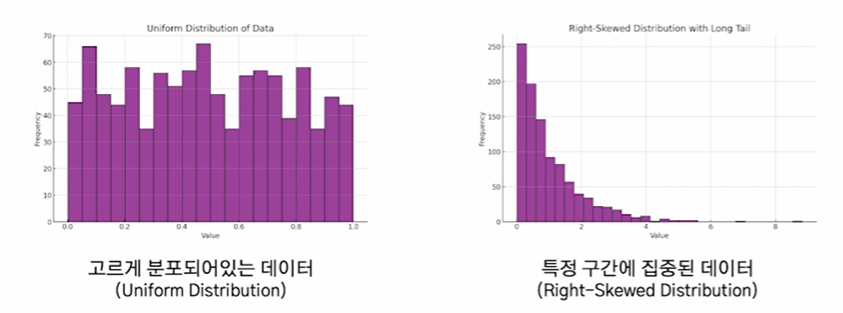 Uniform Distribution of Data
70
60
50
40
30
20
10
0
Frequency
0.0 0.2 0.4 0.6 0.8 1.0
Value
고르게 분포되어있는 데이터
(Uniform Distribution)
Right-Skewed Distribution with Long Tail
250
200
150
100
50
0
Frequency
0 2 4 6 8
Value
특정 구간에 집중된 데이터
(Right-Skewed Distribution)